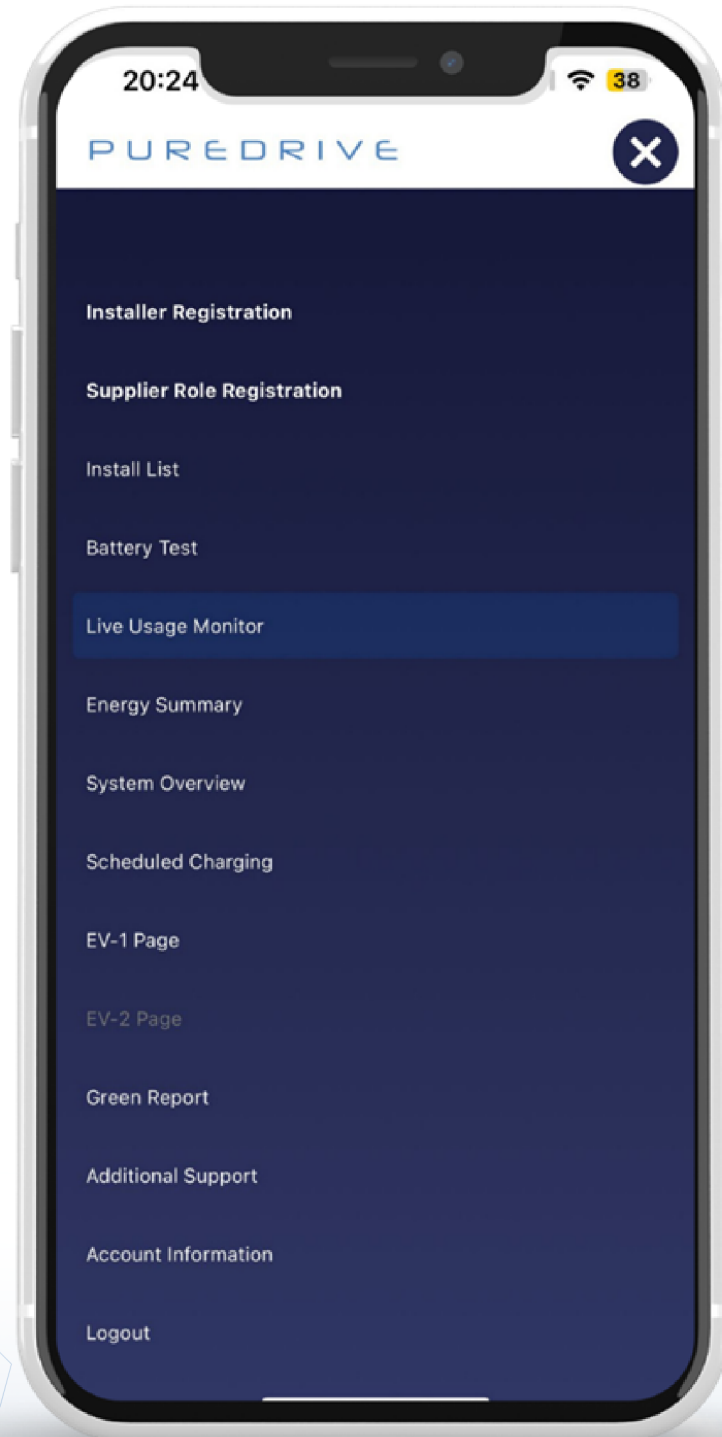 20:24
38
PUREDRIVE
Installer Registration
Supplier Role Registration
Install List
Battery Test
Live Usage Monitor
Energy Summary
System Overview
Scheduled Charging
EV-1 Page
EV-2 Page
Green Report
Additional Support
Account Information
Logout